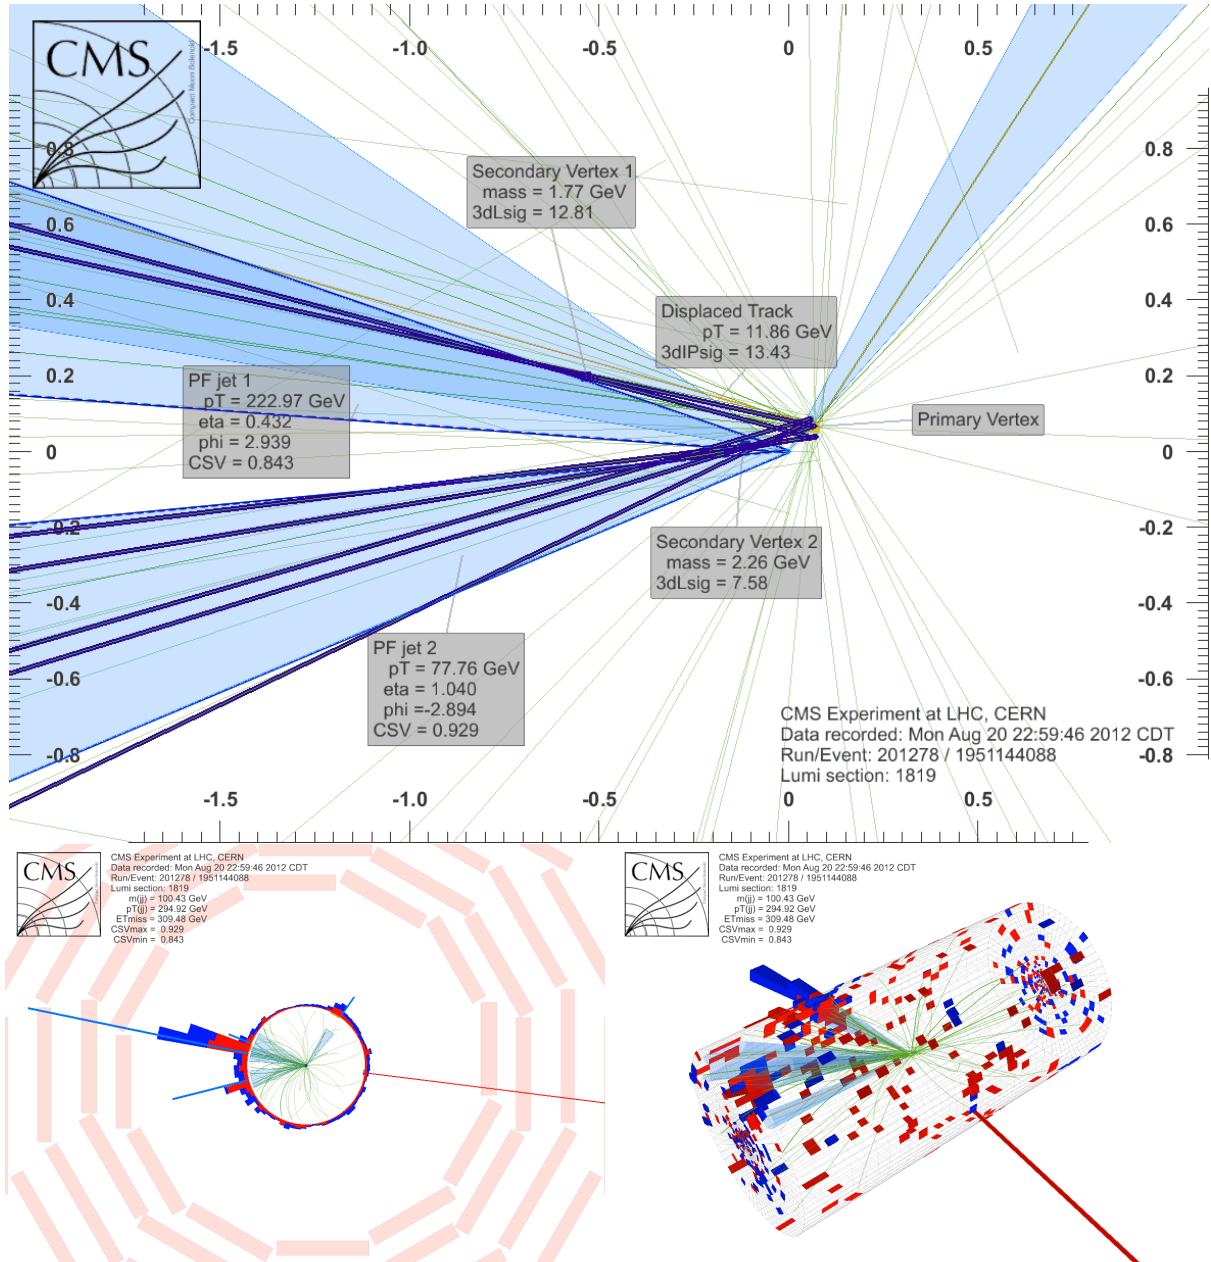 -1.5 -1.0 -0.5 0 0.5
CMS
Compact Muon Solenoid
0.8 0.8
Secondary Vertex 1
mass = 1.77 GeV
3dLsig = 12.81
0.6 0.6
0.4 0.4
Displaced Track
pT = 11.86 GeV
3dIPsig = 13.43
0.2 0.2
PF jet 1
pT = 222.97 GeV
eta = 0.432
phi = 2.939
CSV = 0.843
Primary Vertex
0 0
-0.2 -0.2
Secondary Vertex 2
mass = 2.26 GeV
3dLsig = 7.58
-0.4 -0.4
PF jet 2
pT = 77.76 GeV
eta = 1.040
phi =-2.894
CSV = 0.929
-0.6 -0.6
CMS Experiment at LHC, CERN
Data recorded: Mon Aug 20 22:59:46 2012 CDT
Run/Event: 201278 / 1951144088
Lumi section: 1819
-0.8 -0.8
-1.5 -1.0 -0.5 0 0.5
CMS
CMS Experiment at LHC, CERN
Data recorded: Mon Aug 20 22:59:46 2012 CDT
Run/Event: 201278 / 1951144088
Lumi section: 1819
m(jj) = 100.43 GeV
pT(jj) = 294.92 GeV
ETmiss = 309.48 GeV
CSVmax = 0.929
CSVmin = 0.843
CMS
CMS Experiment at LHC, CERN
Data recorded: Mon Aug 20 22:59:46 2012 CDT
Run/Event: 201278 / 1951144088
Lumi section: 1819
m(jj) = 100.43 GeV
pT(jj) = 294.92 GeV
ETmiss = 309.48 GeV
CSVmax = 0.929
CSVmin = 0.843